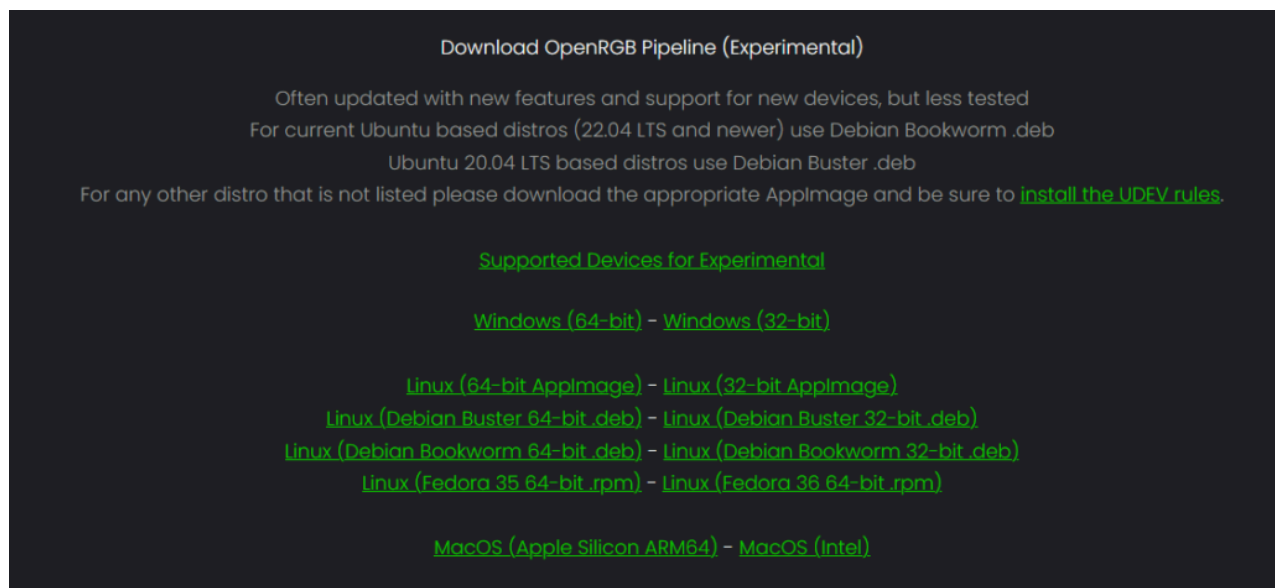 Download OpenRGB Pipeline (Experimental)
Often updated with new features and support for new devices, but less tested
For current Ubuntu based distros (22.04 LTS and newer) use Debian Bookworm .deb
Ubuntu 20.04 LTS based distros use Debian Buster .deb
For any other distro that is not listed please download the appropriate AppImage and be sure to install the UDEV rules.
Supported Devices for Experimental
Windows (64-bit) - Windows (32-bit)
Linux (64-bit AppImage) - Linux (32-bit AppImage)
Linux (Debian Buster 64-bit .deb) - Linux (Debian Buster 32-bit .deb)
Linux (Debian Bookworm 64-bit .deb) - Linux (Debian Bookworm 32-bit .deb)
Linux (Fedora 35 64-bit .rpm) - Linux (Fedora 36 64-bit .rpm)
MacOS (Apple Silicon ARM64) - MacOS (Intel)